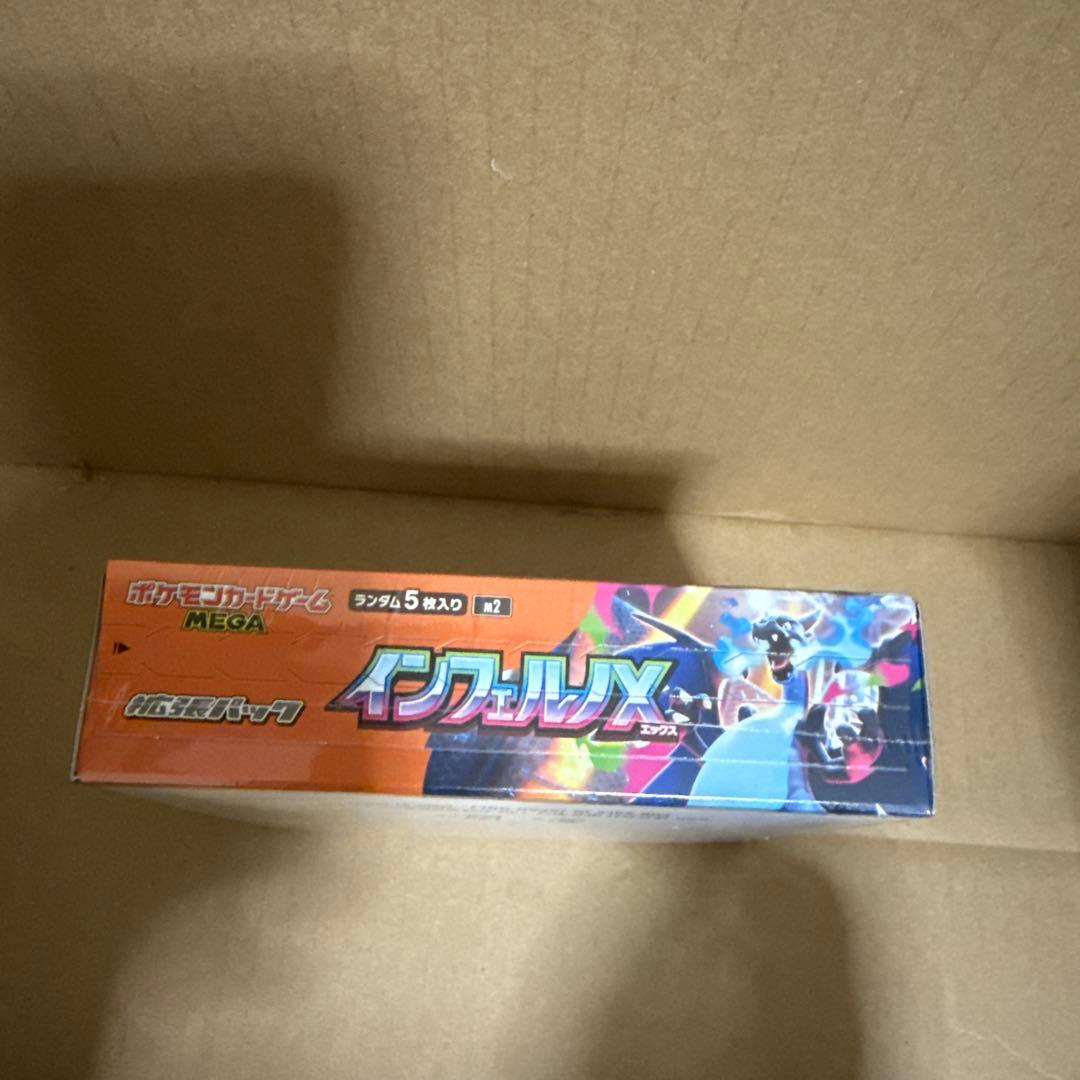 ポケモンカードゲーム
MEGA
ランダム5枚入り
m2
拡張パック
インフェルノX
エックス